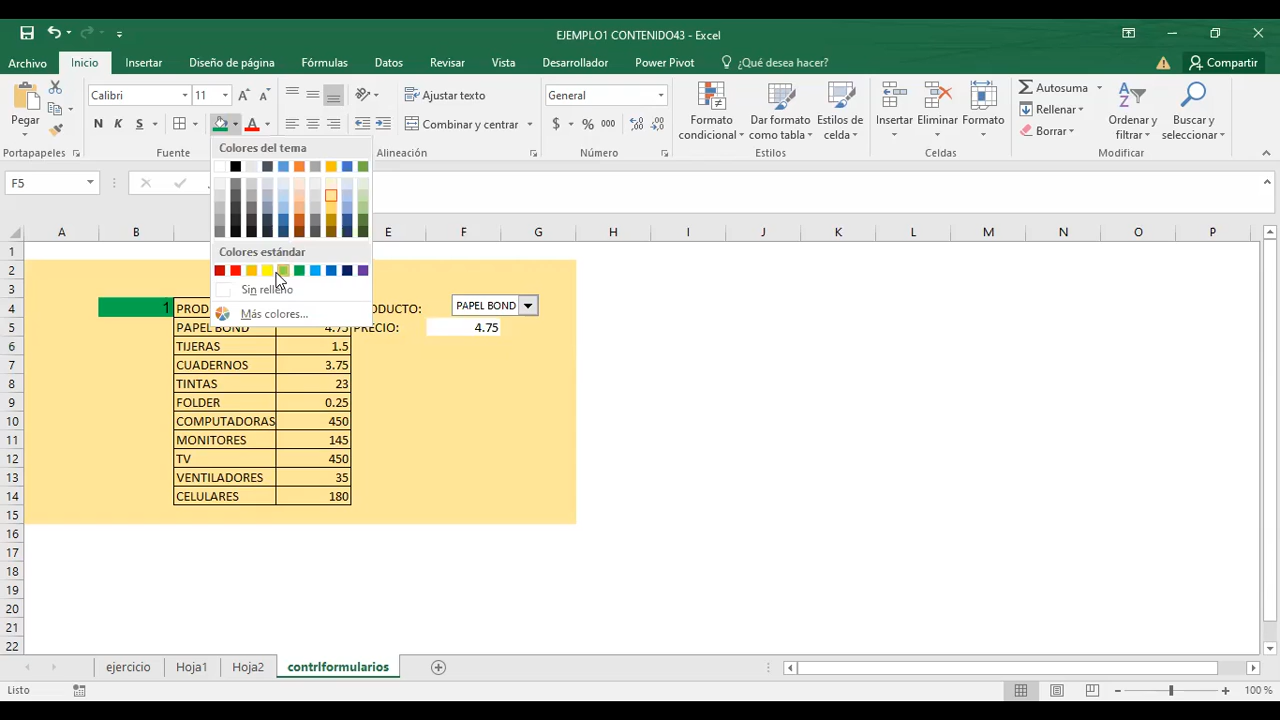 EJEMPLO1 CONTENIDO43 - Excel
Archivo Inicio Insertar Diseño de página Fórmulas Datos Vista Revisar Desarrollador Power Pivot ¿Qué desea hacer? Compartir
Pegar
Calibri 11
N K S
Ajustar texto
Combinar y centrar
General
$ % 000
Formato condicional
Dar formato como tabla
Estilos de celda
Insertar Eliminar Formato
Autosuma
Rellenar
Borrar
Ordenar y filtrar
Buscar y seleccionar
Portapapeles Fuente Alineación Número Estilos Celdas Modificar
F5
Colores del tema
Colores estándar
Sin relleno
Más colores...
A B E F G H I J K L M N O P
1
2
3
4 1 PROD ODUCTO: PAPEL BOND
5 PAPEL BOND 4.75 PRECIO: 4.75
6 TIJERAS 1.5
7 CUADERNOS 3.75
8 TINTAS 23
9 FOLDER 0.25
10 COMPUTADORAS 450
11 MONITORES 145
12 TV 450
13 VENTILADORES 35
14 CELULARES 180
15
16
17
18
19
20
21
22
ejercicio Hoja1 Hoja2 contrlformularios
Listo 100 %